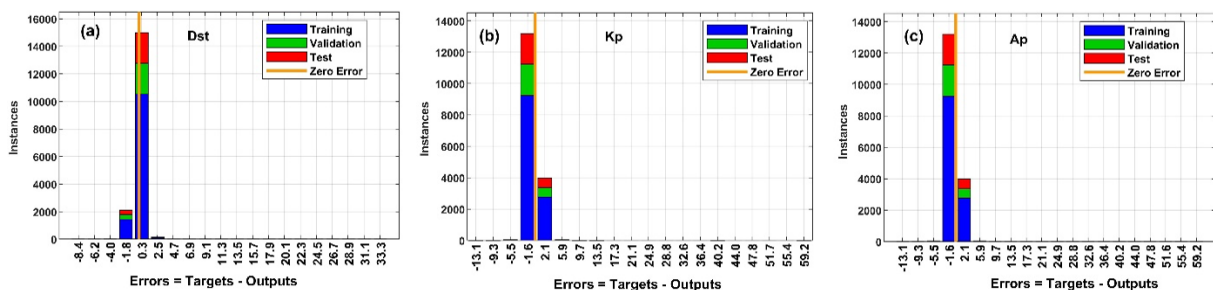 (a)
Dst
Training
Validation
Test
Zero Error
16000
14000
12000
10000
8000
6000
4000
2000
0
Instances
-8.4 -6.2 -4.0 -1.8 0.3 2.5 4.7 6.9 9.1 11.3 13.5 15.7 17.9 20.1 22.3 24.5 26.7 28.9 31.1 33.3
Errors = Targets - Outputs
(b)
Kp
Training
Validation
Test
Zero Error
14000
12000
10000
8000
6000
4000
2000
0
Instances
-13.1 -9.3 -5.5 -1.6 2.1 5.9 9.7 13.5 17.3 21.1 24.9 28.8 32.6 36.4 40.2 44.0 47.8 51.7 55.4 59.2
Errors = Targets - Outputs
(c)
Ap
Training
Validation
Test
Zero Error
14000
12000
10000
8000
6000
4000
2000
0
Instances
-13.1 -9.3 -5.5 -1.6 2.1 5.9 9.7 13.5 17.3 21.1 24.9 28.8 32.6 36.4 40.2 44.0 47.8 51.7 55.4 59.2
Errors = Targets - Outputs